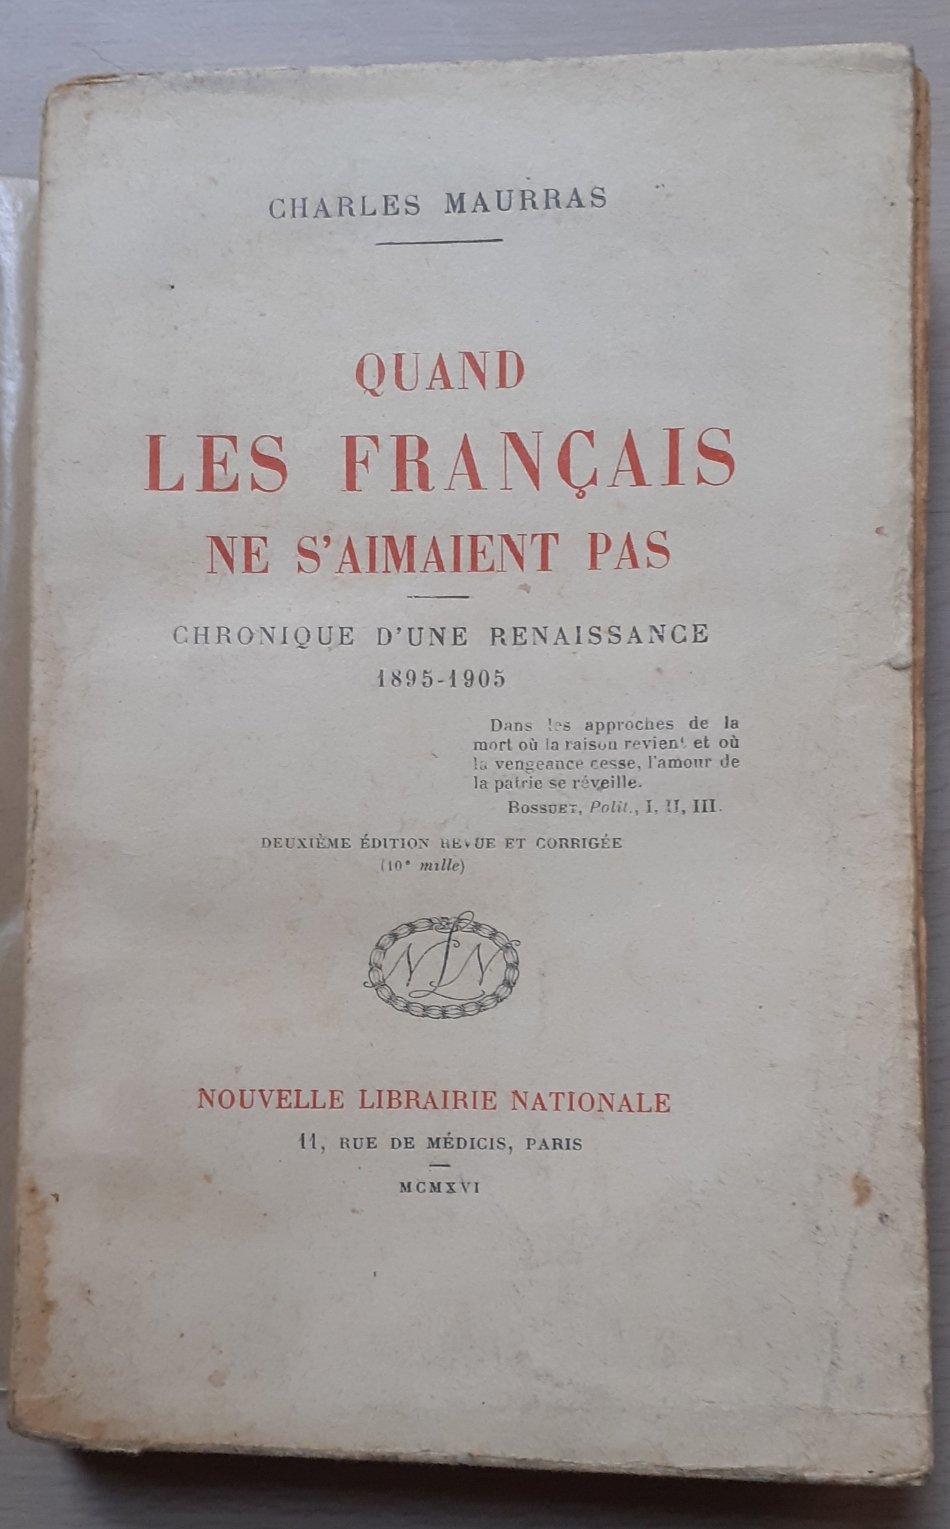 CHARLES MAURRAS
QUAND
LES FRANÇAIS
NE S'AIMAIENT PAS
CHRONIQUE D'UNE RENAISSANCE
1895-1905
Dans les approches de la
mort où la raison revient et où
la vengeance cesse, l'amour de
la patrie se réveille.
BOSSUET, Polit., I, II, III.
DEUXIÈME ÉDITION REVUE ET CORRIGÉE
(10e mille)
NLN
NOUVELLE LIBRAIRIE NATIONALE
11, RUE DE MÉDICIS, PARIS
MCMXVI